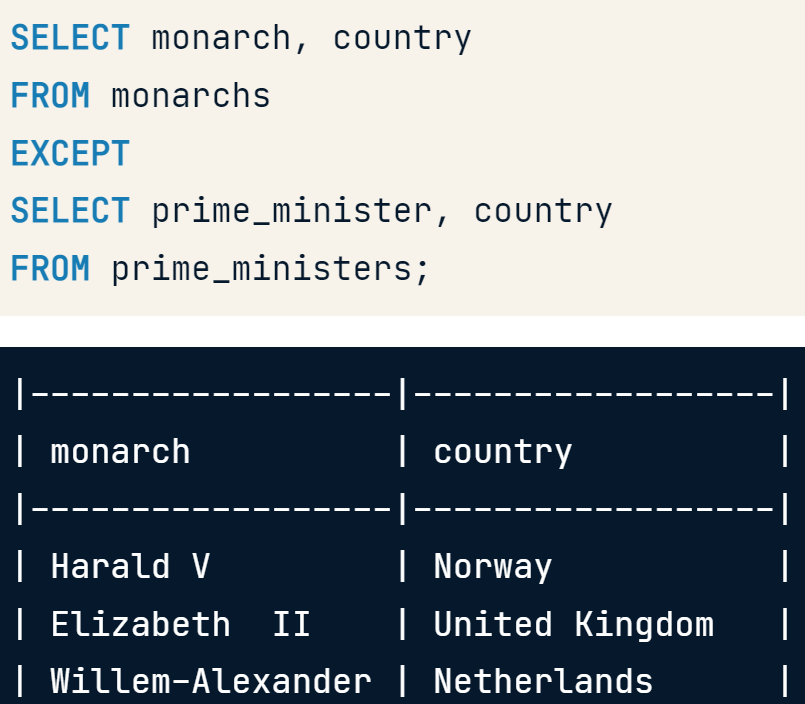 SELECT monarch, country
FROM monarchs
EXCEPT
SELECT prime_minister, country
FROM prime_ministers;
|------------------|------------------|
| monarch          | country          |
|------------------|------------------|
| Harald V         | Norway           |
| Elizabeth  II    | United Kingdom   |
| Willem-Alexander | Netherlands      |